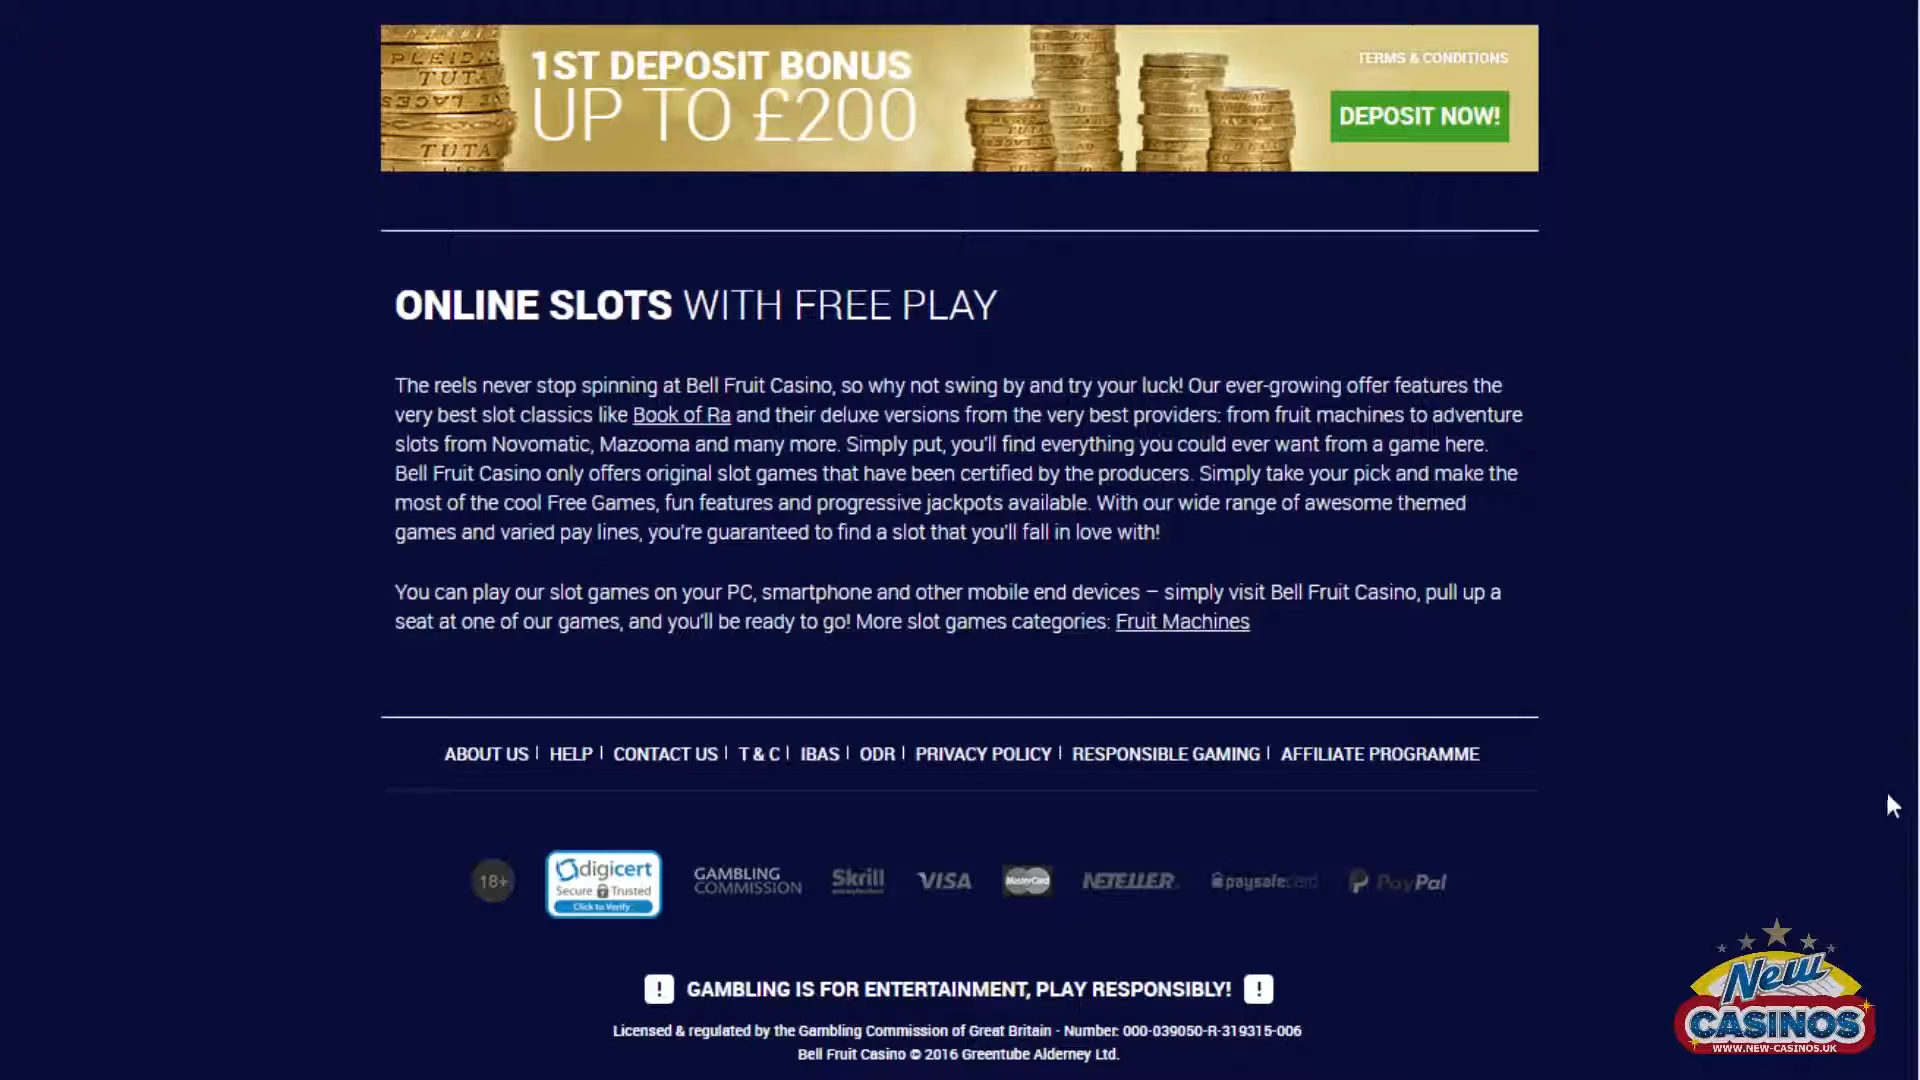 1ST DEPOSIT BONUS
UP TO £200
TERMS & CONDITIONS
DEPOSIT NOW!
ONLINE SLOTS WITH FREE PLAY
The reels never stop spinning at Bell Fruit Casino, so why not swing by and try your luck! Our ever-growing offer features the
very best slot classics like Book of Ra and their deluxe versions from the very best providers: from fruit machines to adventure
slots from Novomatic, Mazooma and many more. Simply put, you'll find everything you could ever want from a game here.
Bell Fruit Casino only offers original slot games that have been certified by the producers. Simply take your pick and make the
most of the cool Free Games, fun features and progressive jackpots available. With our wide range of awesome themed
games and varied pay lines, you're guaranteed to find a slot that you'll fall in love with!
You can play our slot games on your PC, smartphone and other mobile end devices – simply visit Bell Fruit Casino, pull up a
seat at one of our games, and you'll be ready to go! More slot games categories: Fruit Machines
ABOUT US | HELP | CONTACT US | T & C | IBAS | ODR | PRIVACY POLICY | RESPONSIBLE GAMING | AFFILIATE PROGRAMME
18+
digicert
Secure Trusted
Click to Verify
GAMBLING
COMMISSION
Skrill
VISA
MasterCard
NETELLER
paysafecard
PayPal
! GAMBLING IS FOR ENTERTAINMENT, PLAY RESPONSIBLY! !
Licensed & regulated by the Gambling Commission of Great Britain - Number: 000-039050-R-319315-006
Bell Fruit Casino © 2016 Greentube Alderney Ltd.
New
CASINOS
WWW.NEW-CASINOS.UK